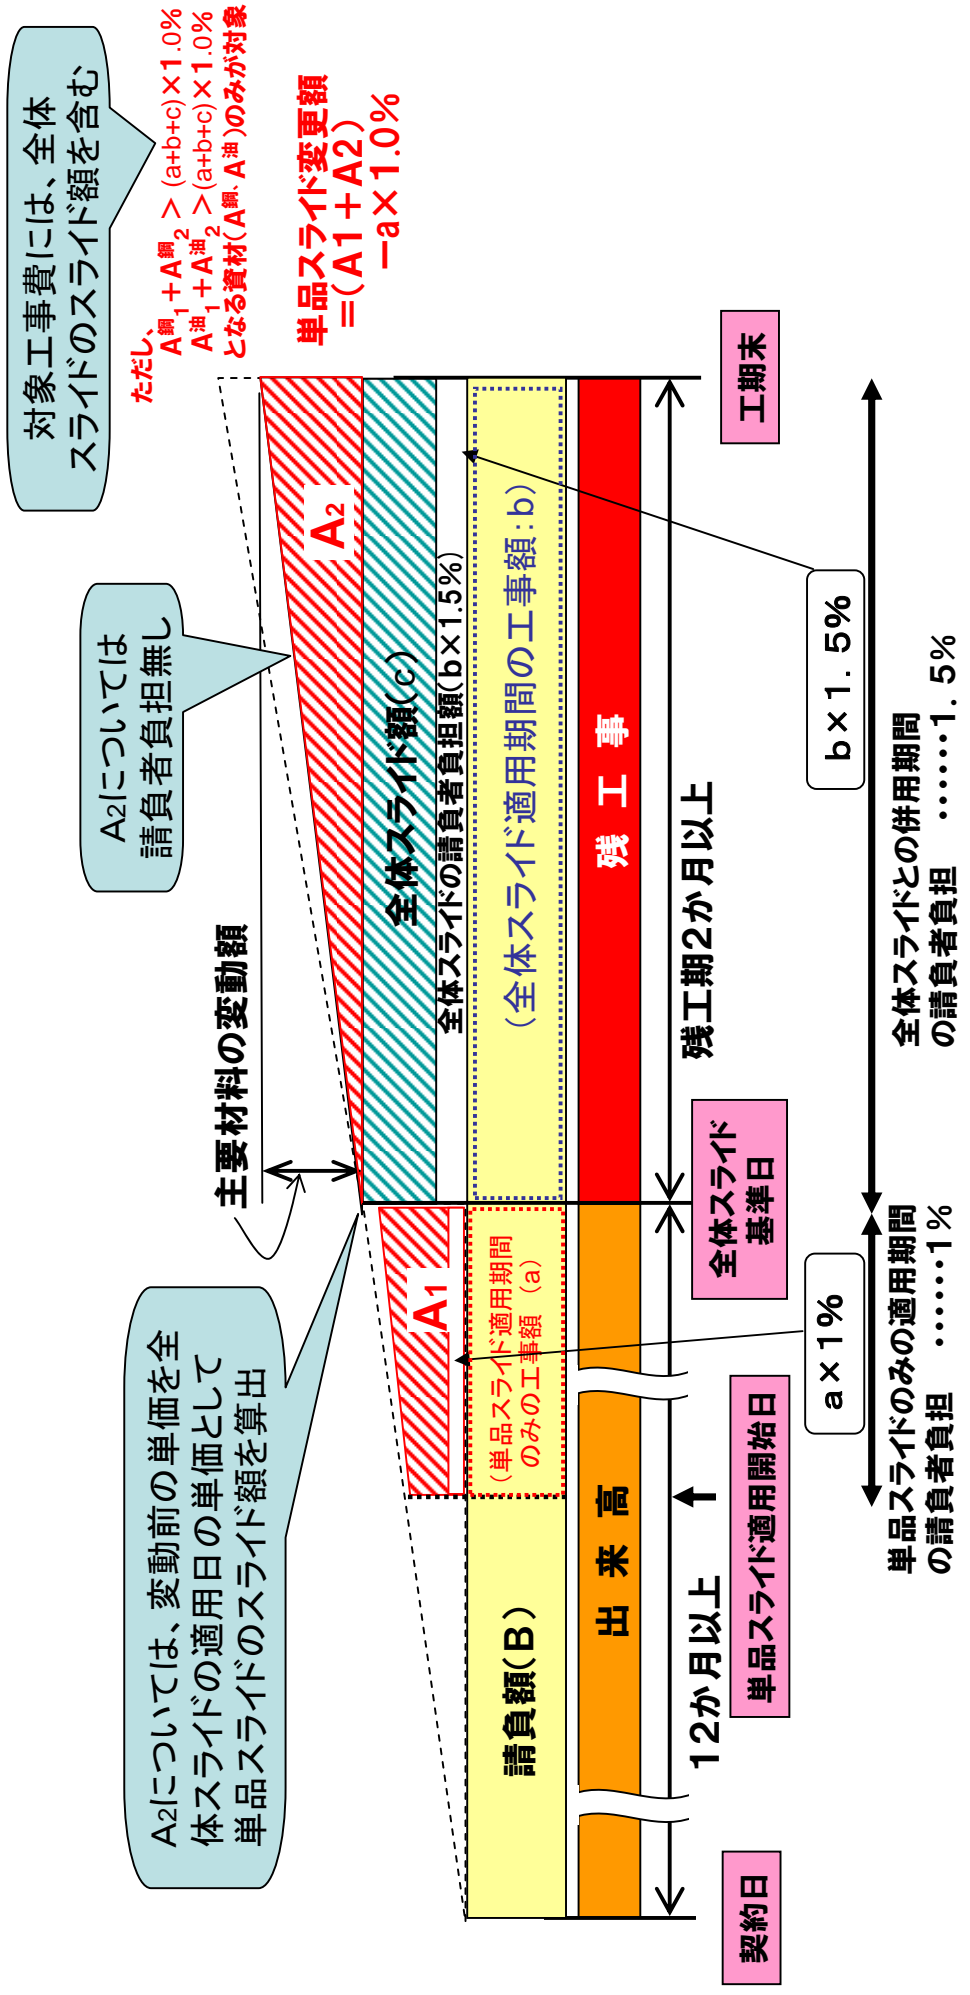 対象工事費には、全体
スライドのスライド額を含む
ただし、
A鋼1+A鋼2 > (a+b+c)×1.0%
A油1+A油2 >(a+b+c)×1.0%
となる資材(A鋼、A油)のみが対象
単品スライド変更額
=(A1+A2)
-a×1.0%
A2については
請負者負担無し
主要材料の変動額
A2については、変動前の単価を全
体スライドの適用日の単価として
単品スライドのスライド額を算出
A2
全体スライド額(c)
全体スライドの請負者負担額(b×1.5%)
(全体スライド適用期間の工事額:b)
A1
(単品スライド適用期間
のみの工事額 (a)
請負額(B)
出来高
残工事
12か月以上
残工期2か月以上
契約日
単品スライド適用開始日
全体スライド
基準日
工期末
a×1%
b×1.5%
単品スライドのみの適用期間
の請負者負担 ……1%
全体スライドとの併用期間
の請負者負担 ……1.5%